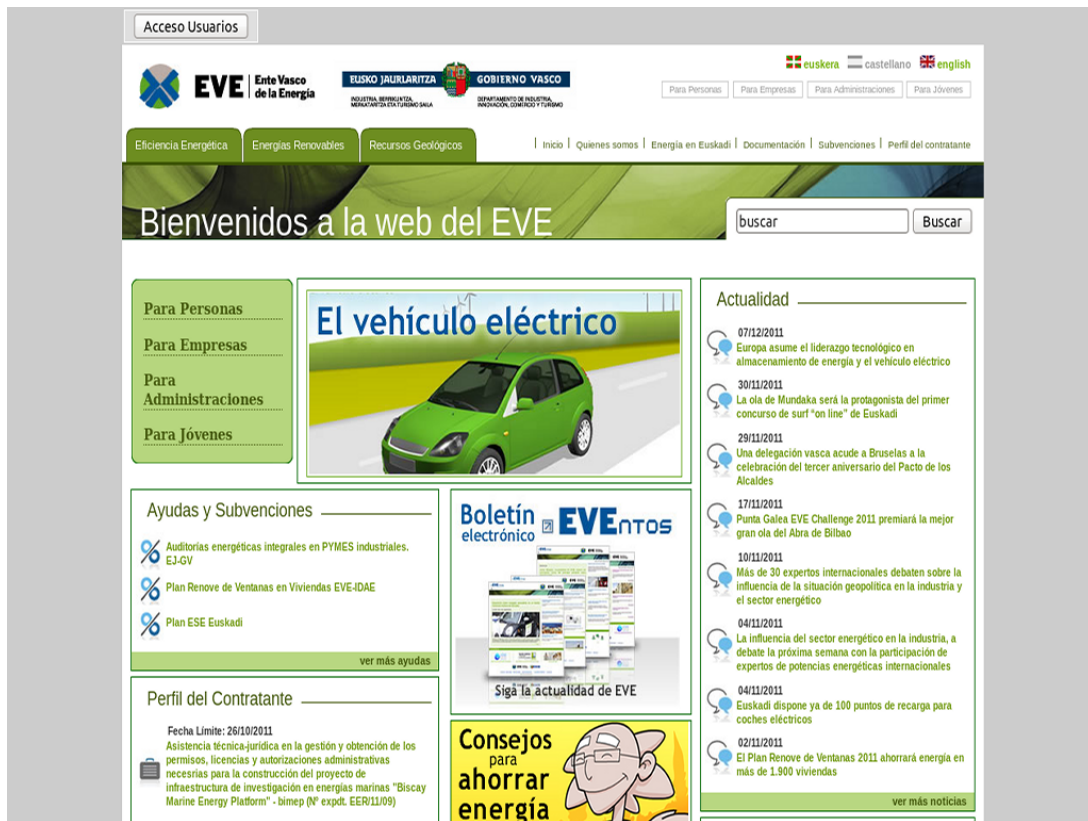 Acceso Usuarios
EVE Ente Vasco
de la Energía
EUSKO JAURLARITZA GOBIERNO VASCO
INDUSTRIA, BERRIKUNTZA,
MERKATARITZA ETA TURISMO SAILA
DEPARTAMENTO DE INDUSTRIA,
INNOVACIÓN, COMERCIO Y TURISMO
euskera castellano english
Para Personas Para Empresas Para Administraciones Para Jóvenes
Eficiencia Energética Energías Renovables Recursos Geológicos
Inicio Quienes somos Energía en Euskadi Documentación Subvenciones Perfil del contratante
Bienvenidos a la web del EVE
buscar Buscar
Para Personas
Para Empresas
Para
Administraciones
Para Jóvenes
El vehículo eléctrico
Ayudas y Subvenciones
Auditorías energéticas integrales en PYMES industriales.
EJ-GV
Plan Renove de Ventanas en Viviendas EVE-IDAE
Plan ESE Euskadi
ver más ayudas
Perfil del Contratante
Fecha Límite: 26/10/2011
Asistencia técnica-jurídica en la gestión y obtención de los
permisos, licencias y autorizaciones administrativas
necesrias para la construcción del proyecto de
infraestructura de investigación en energías marinas "Biscay
Marine Energy Platform" - bimep (Nº expdt. EER/11/09)
Boletín
electrónico
EVEntos
Siga la actualidad de EVE
Consejos
para
ahorrar
energía
Actualidad
07/12/2011
Europa asume el liderazgo tecnológico en
almacenamiento de energía y el vehículo eléctrico
30/11/2011
La ola de Mundaka será la protagonista del primer
concurso de surf “on line” de Euskadi
29/11/2011
Una delegación vasca acude a Bruselas a la
celebración del tercer aniversario del Pacto de los
Alcaldes
17/11/2011
Punta Galea EVE Challenge 2011 premiará la mejor
gran ola del Abra de Bilbao
10/11/2011
Más de 30 expertos internacionales debaten sobre la
influencia de la situación geopolítica en la industria y
el sector energético
04/11/2011
La influencia del sector energético en la industria, a
debate la próxima semana con la participación de
expertos de potencias energéticas internacionales
04/11/2011
Euskadi dispone ya de 100 puntos de recarga para
coches eléctricos
02/11/2011
El Plan Renove de Ventanas 2011 ahorrará energía en
más de 1.900 viviendas
ver más noticias